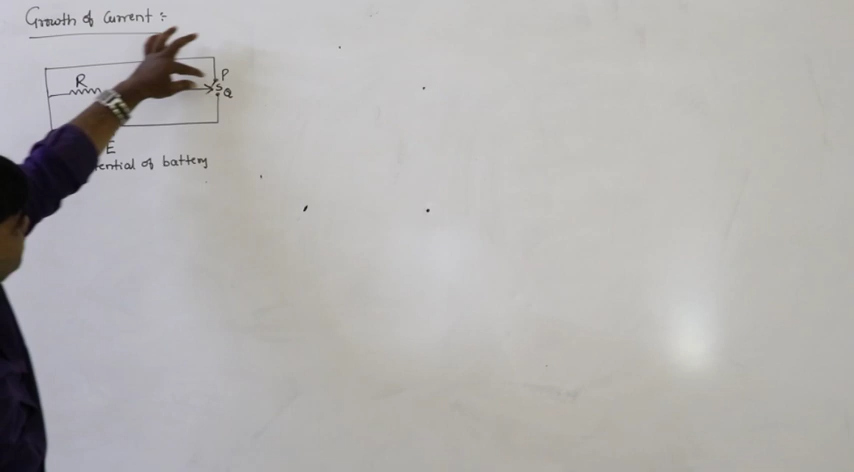 Growth of Current :-
P
R
S
Q
E
ential of battery